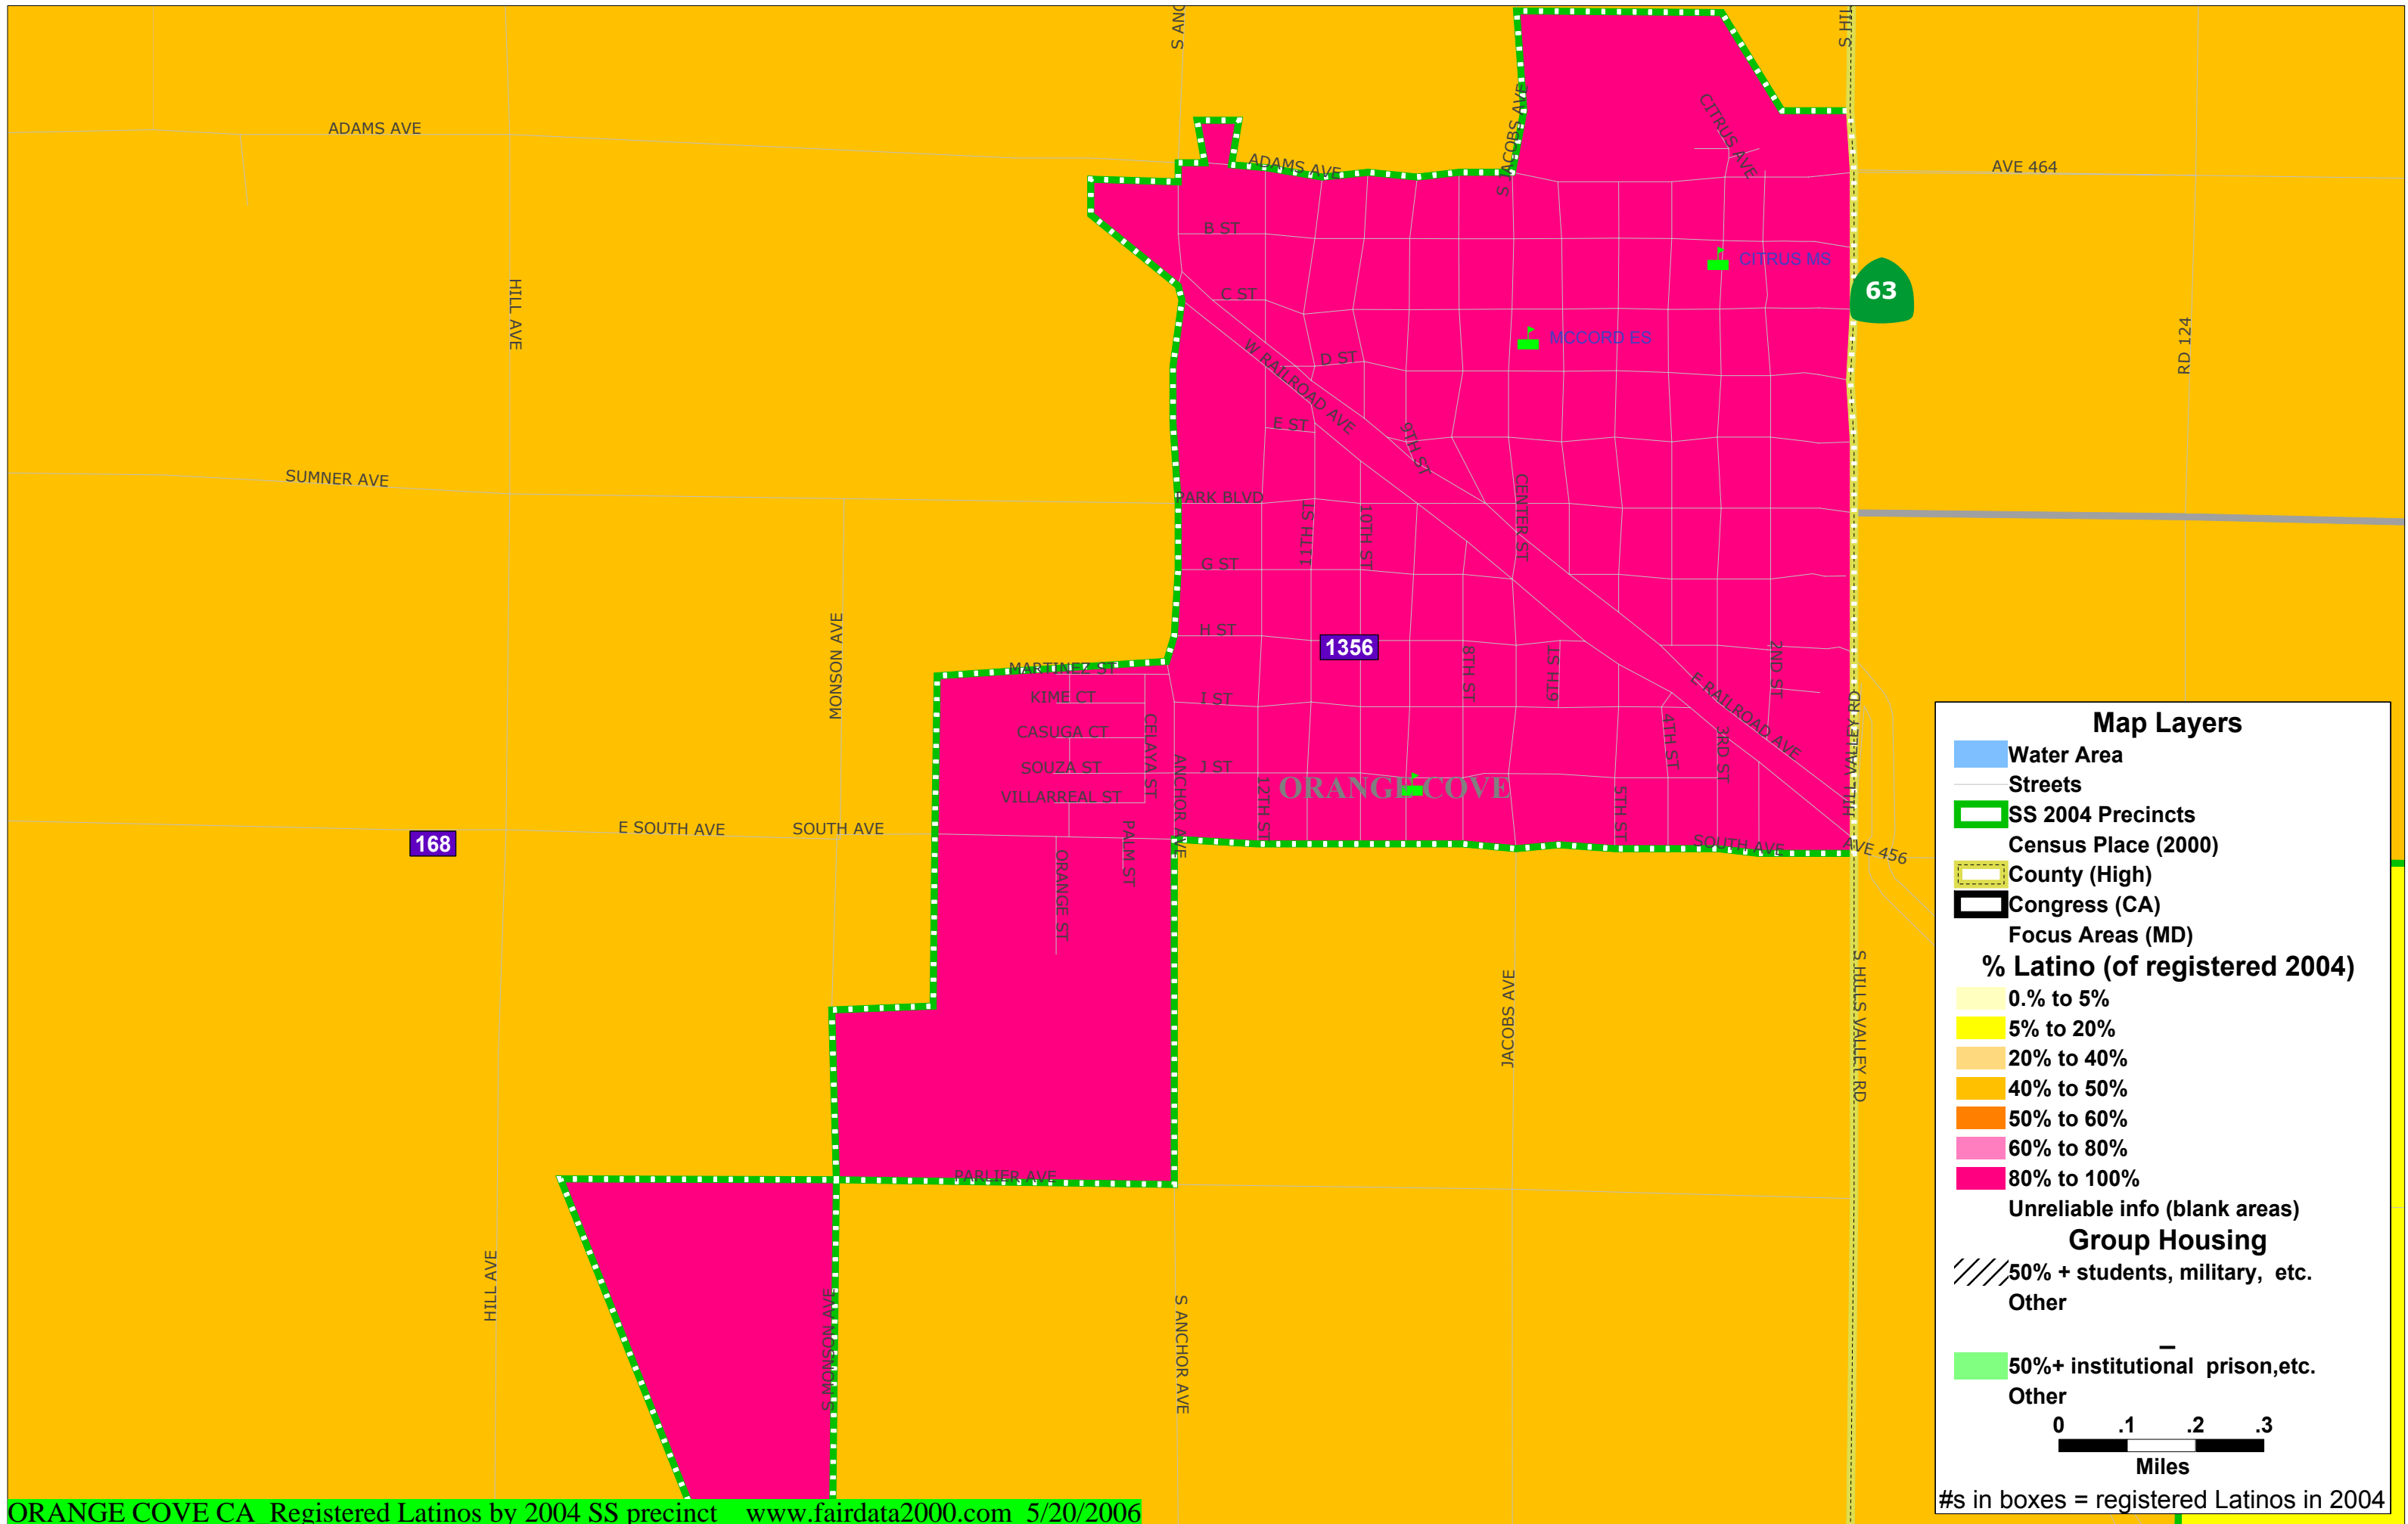 S ANC
S HIL
ADAMS AVE
ADAMS AVE
S JACOBS AVE
CITRUS AVE
AVE 464
B ST
CITRUS MS
63
C ST
HILL AVE
MCCORD ES
RD 124
W RAILROAD AVE
D ST
E ST
9TH ST
SUMNER AVE
PARK BLVD
CENTER ST
11TH ST
10TH ST
G ST
H ST
1356
MONSON AVE
8TH ST
6TH ST
2ND ST
MARTINEZ ST
KIME CT
I ST
E RAILROAD AVE
CASUGA CT
CELAYA ST
4TH ST
3RD ST
HILL VALLEY RD
SOUZA ST
ANCHOR AVE
J ST
ORANGE COVE
VILLARREAL ST
12TH ST
5TH ST
E SOUTH AVE
SOUTH AVE
168
PALM ST
ORANGE ST
SOUTH AVE
AVE 456
JACOBS AVE
S HILLS VALLEY RD
PARLIER AVE
HILL AVE
S MONSON AVE
S ANCHOR AVE
Map Layers
Water Area
Streets
SS 2004 Precincts
Census Place (2000)
County (High)
Congress (CA)
Focus Areas (MD)
% Latino (of registered 2004)
0.% to 5%
5% to 20%
20% to 40%
40% to 50%
50% to 60%
60% to 80%
80% to 100%
Unreliable info (blank areas)
Group Housing
50% + students, military, etc.
Other
50%+ institutional prison,etc.
Other
0 .1 .2 .3
Miles
#s in boxes = registered Latinos in 2004
ORANGE COVE CA Registered Latinos by 2004 SS precinct www.fairdata2000.com 5/20/2006